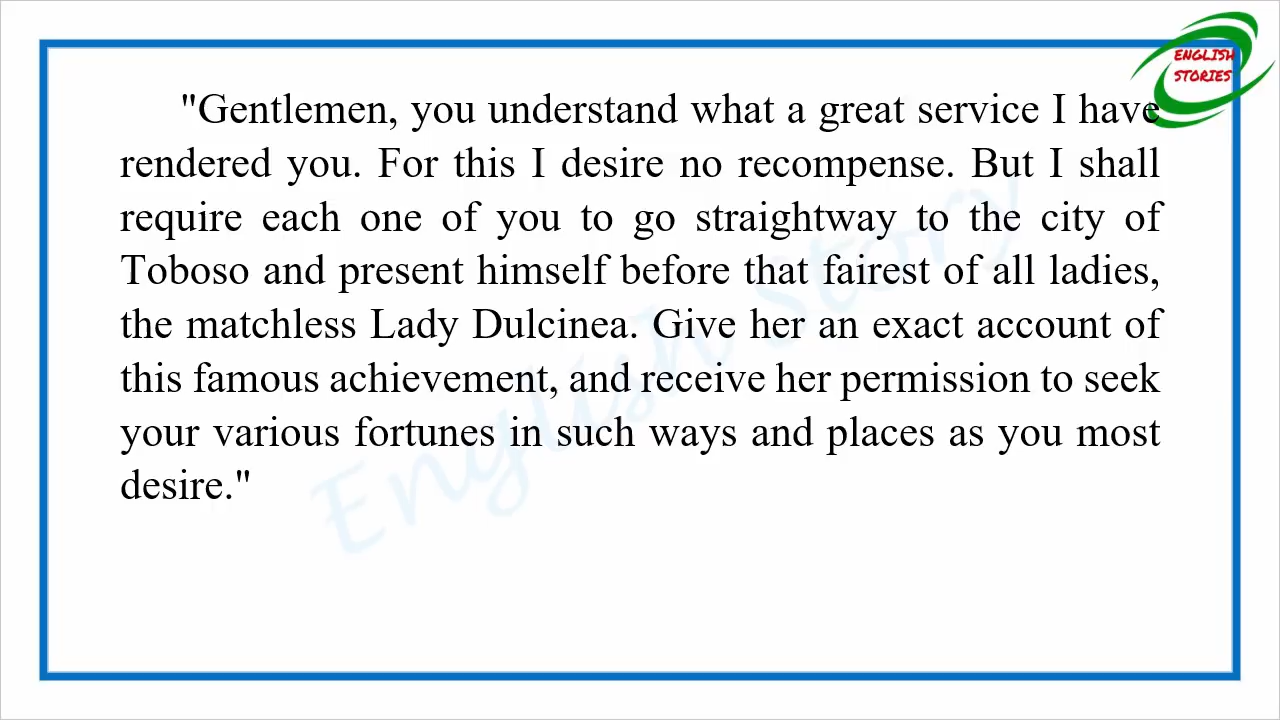 ENGLISH
STORIES
"Gentlemen, you understand what a great service I have
rendered you. For this I desire no recompense. But I shall
require each one of you to go straightway to the city of
Toboso and present himself before that fairest of all ladies,
the matchless Lady Dulcinea. Give her an exact account of
this famous achievement, and receive her permission to seek
your various fortunes in such ways and places as you most
desire."
English Story